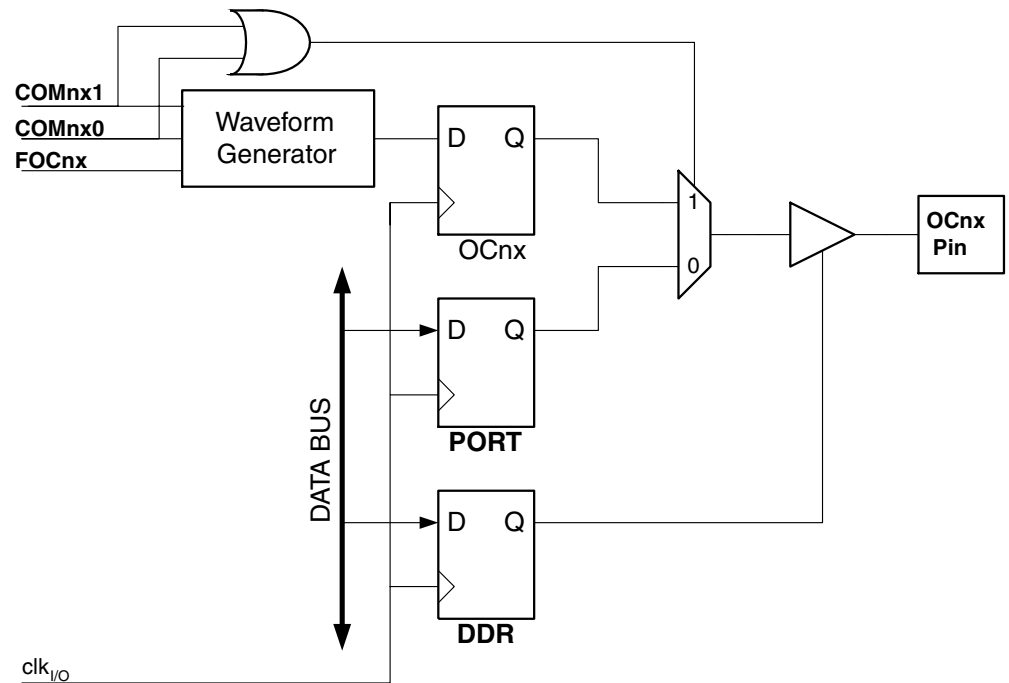 COMnx1
COMnx0
FOCnx
Waveform
Generator
D Q
OCnx
1
0
OCnx
Pin
D Q
PORT
DATA BUS
D Q
DDR
clkI/O